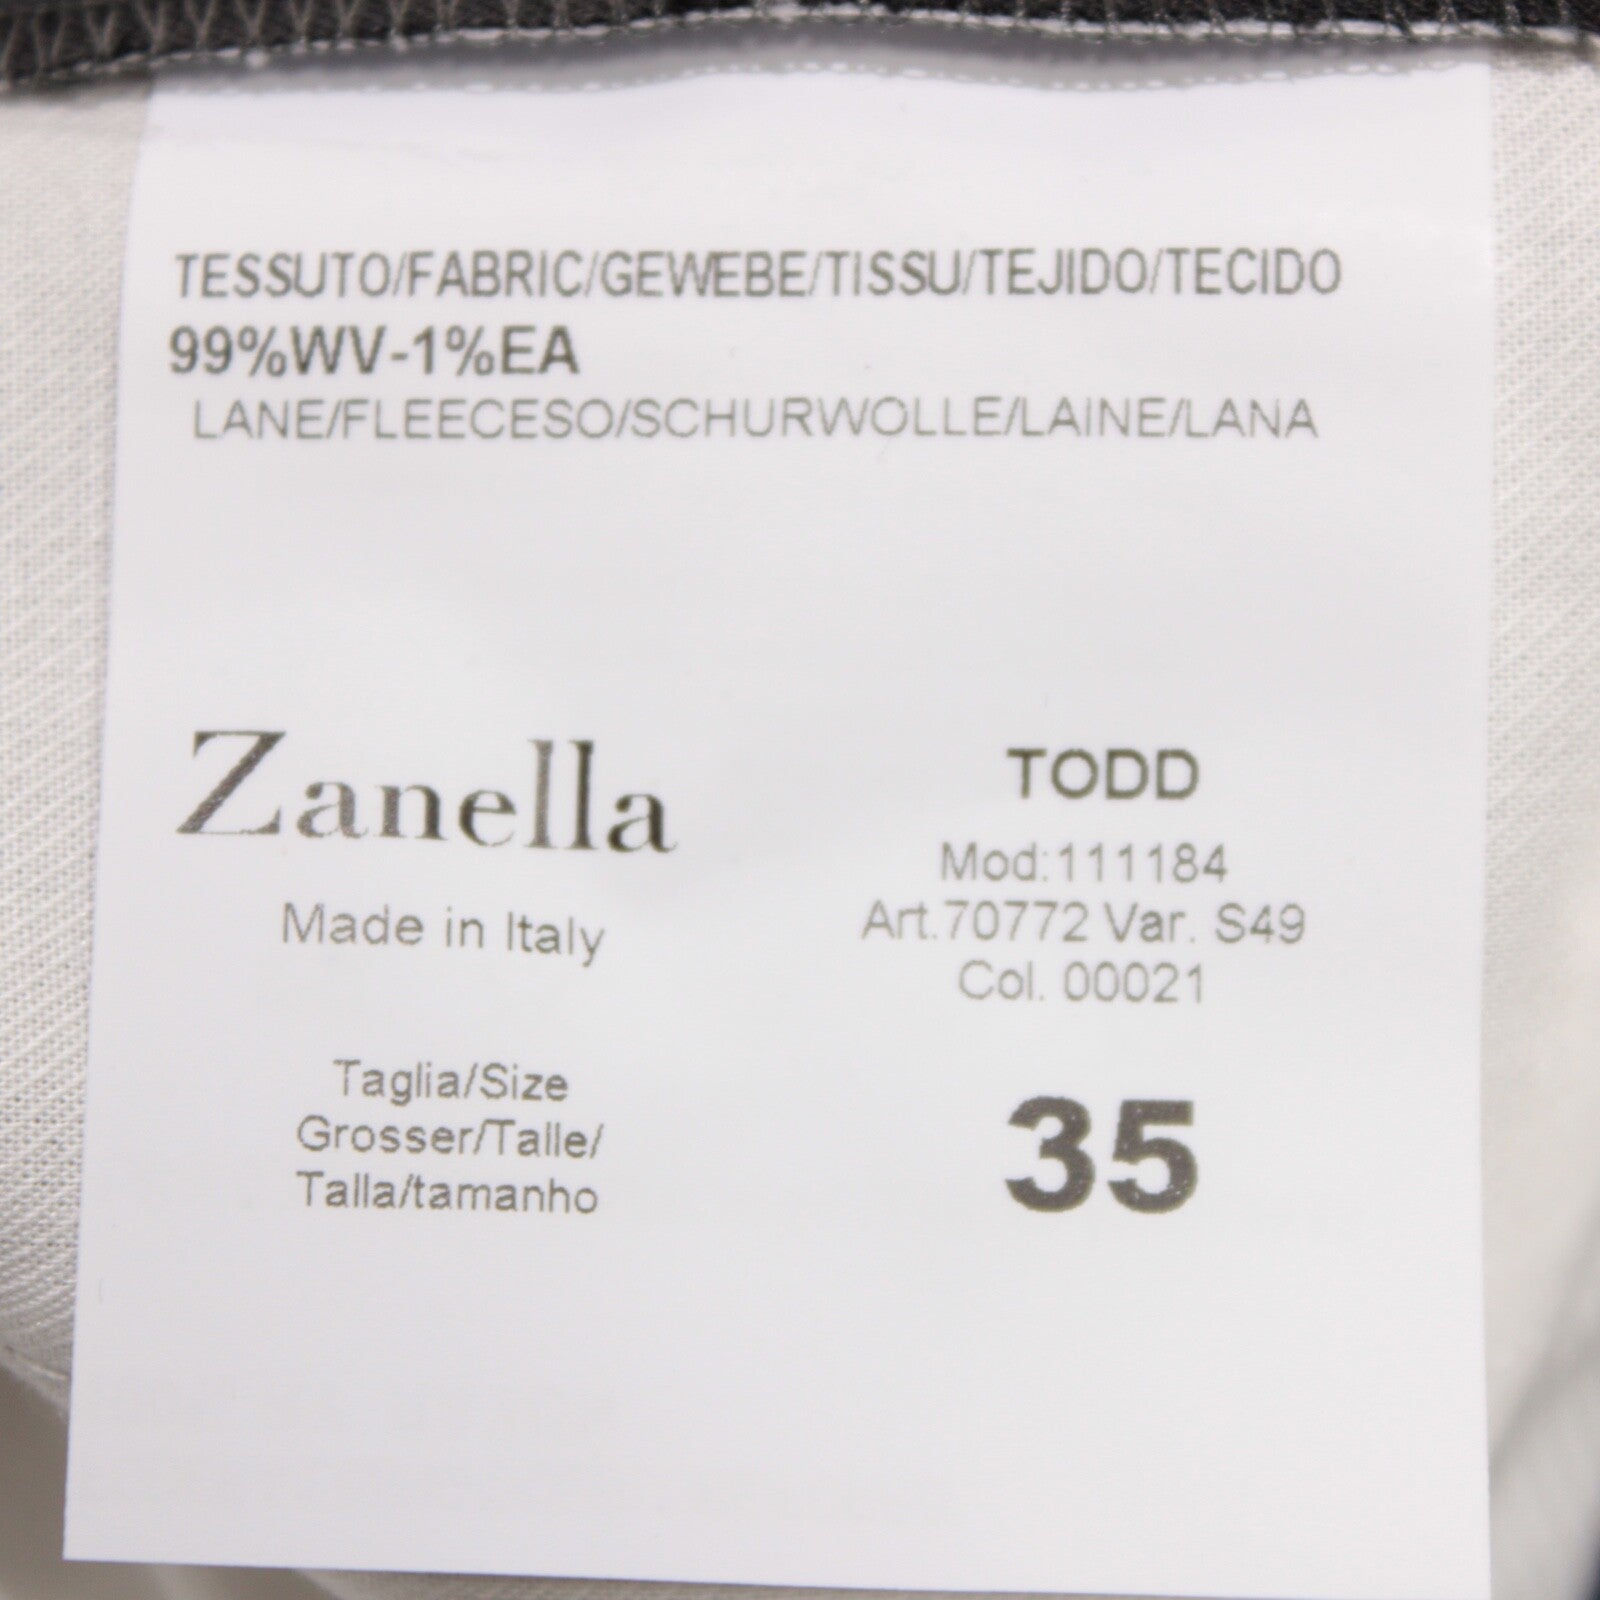 TESSUTO/FABRIC/GEWEBE/TISSU/TEJIDO/TECIDO
99%WV-1%EA
LANE/FLEECESO/SCHURWOLLE/LAINE/LANA
Zanella
Made in Italy
Taglia/Size
Grosser/Talle/
Talla/tamanho
TODD
Mod:111184
Art.70772 Var. S49
Col. 00021
35